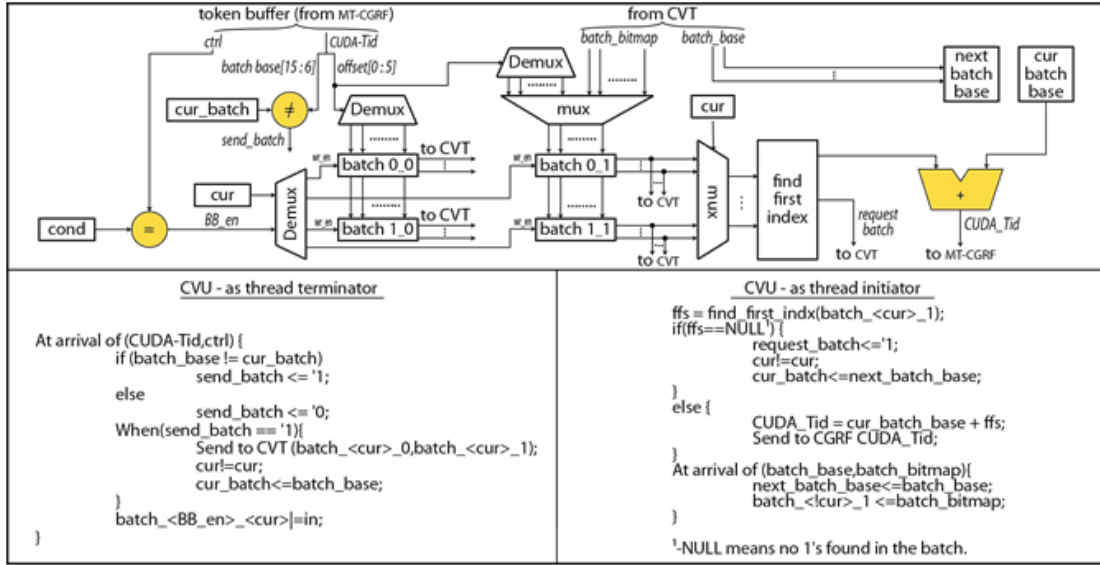 token buffer (from MT-CGRF)
from CVT
ctrl
CUDA-Tid
batch_bitmap
batch_base
batch base[15 : 6]
offset[0 : 5]
Demux
next batch base
cur batch base
cur_batch
≠
Demux
mux
cur
send_batch
to CVT
wr_en
batch 0_0
wr_en
batch 0_1
cur
Demux
to CVT
mux
find first index
+
cond
=
BB_en
to CVT
wr_en
batch 1_0
wr_en
batch 1_1
request batch
CUDA_Tid
to CVT
to CVT
to MT-CGRF
CVU - as thread terminator
At arrival of (CUDA-Tid,ctrl) {
if (batch_base != cur_batch)
send_batch <= '1;
else
send_batch <= '0;
When(send_batch == '1){
Send to CVT (batch_<cur>_0,batch_<cur>_1);
cur!=cur;
cur_batch<=batch_base;
}
batch_<BB_en>_<cur>|=in;
}
CVU - as thread initiator
ffs = find_first_indx(batch_<cur>_1);
if(ffs==NULL¹) {
request_batch<='1;
cur!=cur;
cur_batch<=next_batch_base;
}
else {
CUDA_Tid = cur_batch_base + ffs;
Send to CGRF CUDA_Tid;
}
At arrival of (batch_base,batch_bitmap){
next_batch_base<=batch_base;
batch_<!cur>_1 <=batch_bitmap;
}
¹-NULL means no 1's found in the batch.